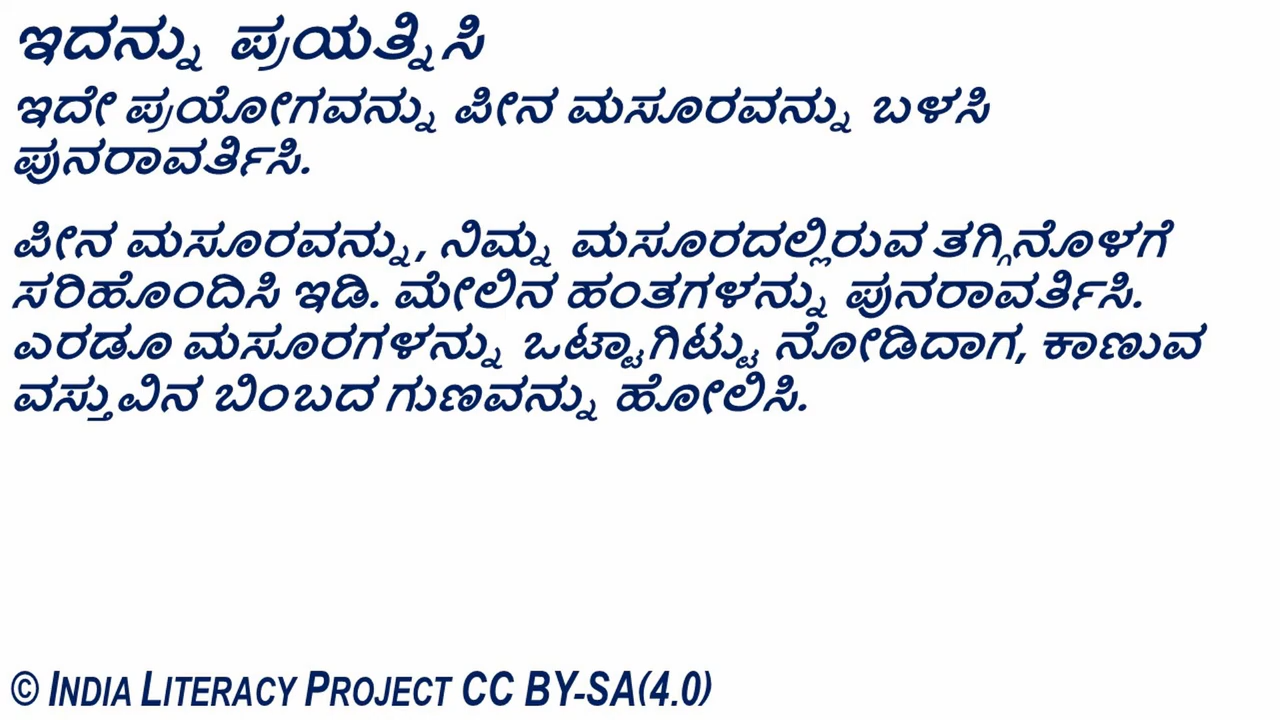 ಇದನ್ನು ಪ್ರಯತ್ನಿಸಿ
ಇದೇ ಪ್ರಯೋಗವನ್ನು ಪೀನ ಮಸೂರವನ್ನು ಬಳಸಿ
ಪುನರಾವರ್ತಿಸಿ.
ಪೀನ ಮಸೂರವನ್ನು, ನಿಮ್ಮ ಮಸೂರದಲ್ಲಿರುವ ತಗ್ಗಿನೊಳಗೆ
ಸರಿಹೊಂದಿಸಿ ಇಡಿ. ಮೇಲಿನ ಹಂತಗಳನ್ನು ಪುನರಾವರ್ತಿಸಿ.
ಎರಡೂ ಮಸೂರಗಳನ್ನು ಒಟ್ಟಾಗಿಟ್ಟು ನೋಡಿದಾಗ, ಕಾಣುವ
ವಸ್ತುವಿನ ಬಿಂಬದ ಗುಣವನ್ನು ಹೋಲಿಸಿ.
© INDIA LITERACY PROJECT CC BY-SA(4.0)